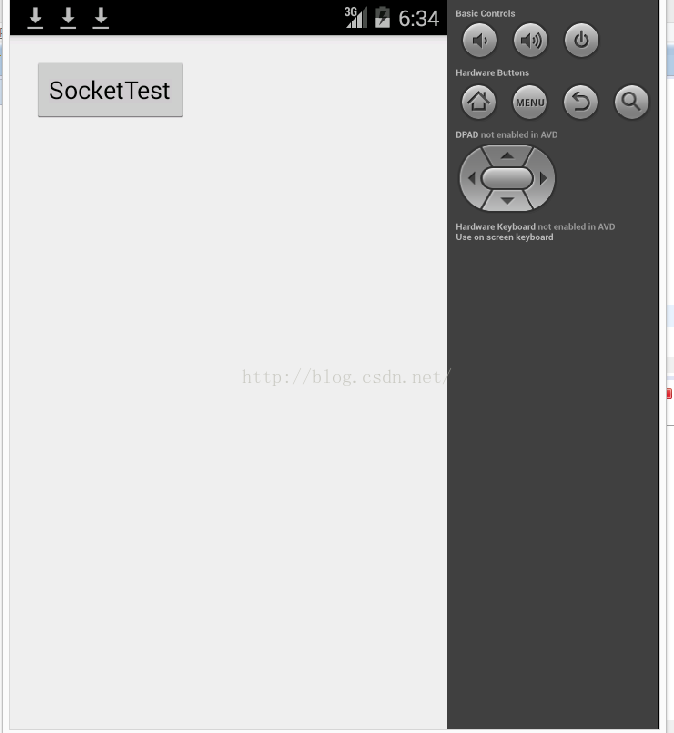 3G 6:34
SocketTest
http://blog.csdn.net/
Basic Controls
Hardware Buttons
MENU
DPAD not enabled in AVD
Hardware Keyboard not enabled in AVD
Use on screen keyboard